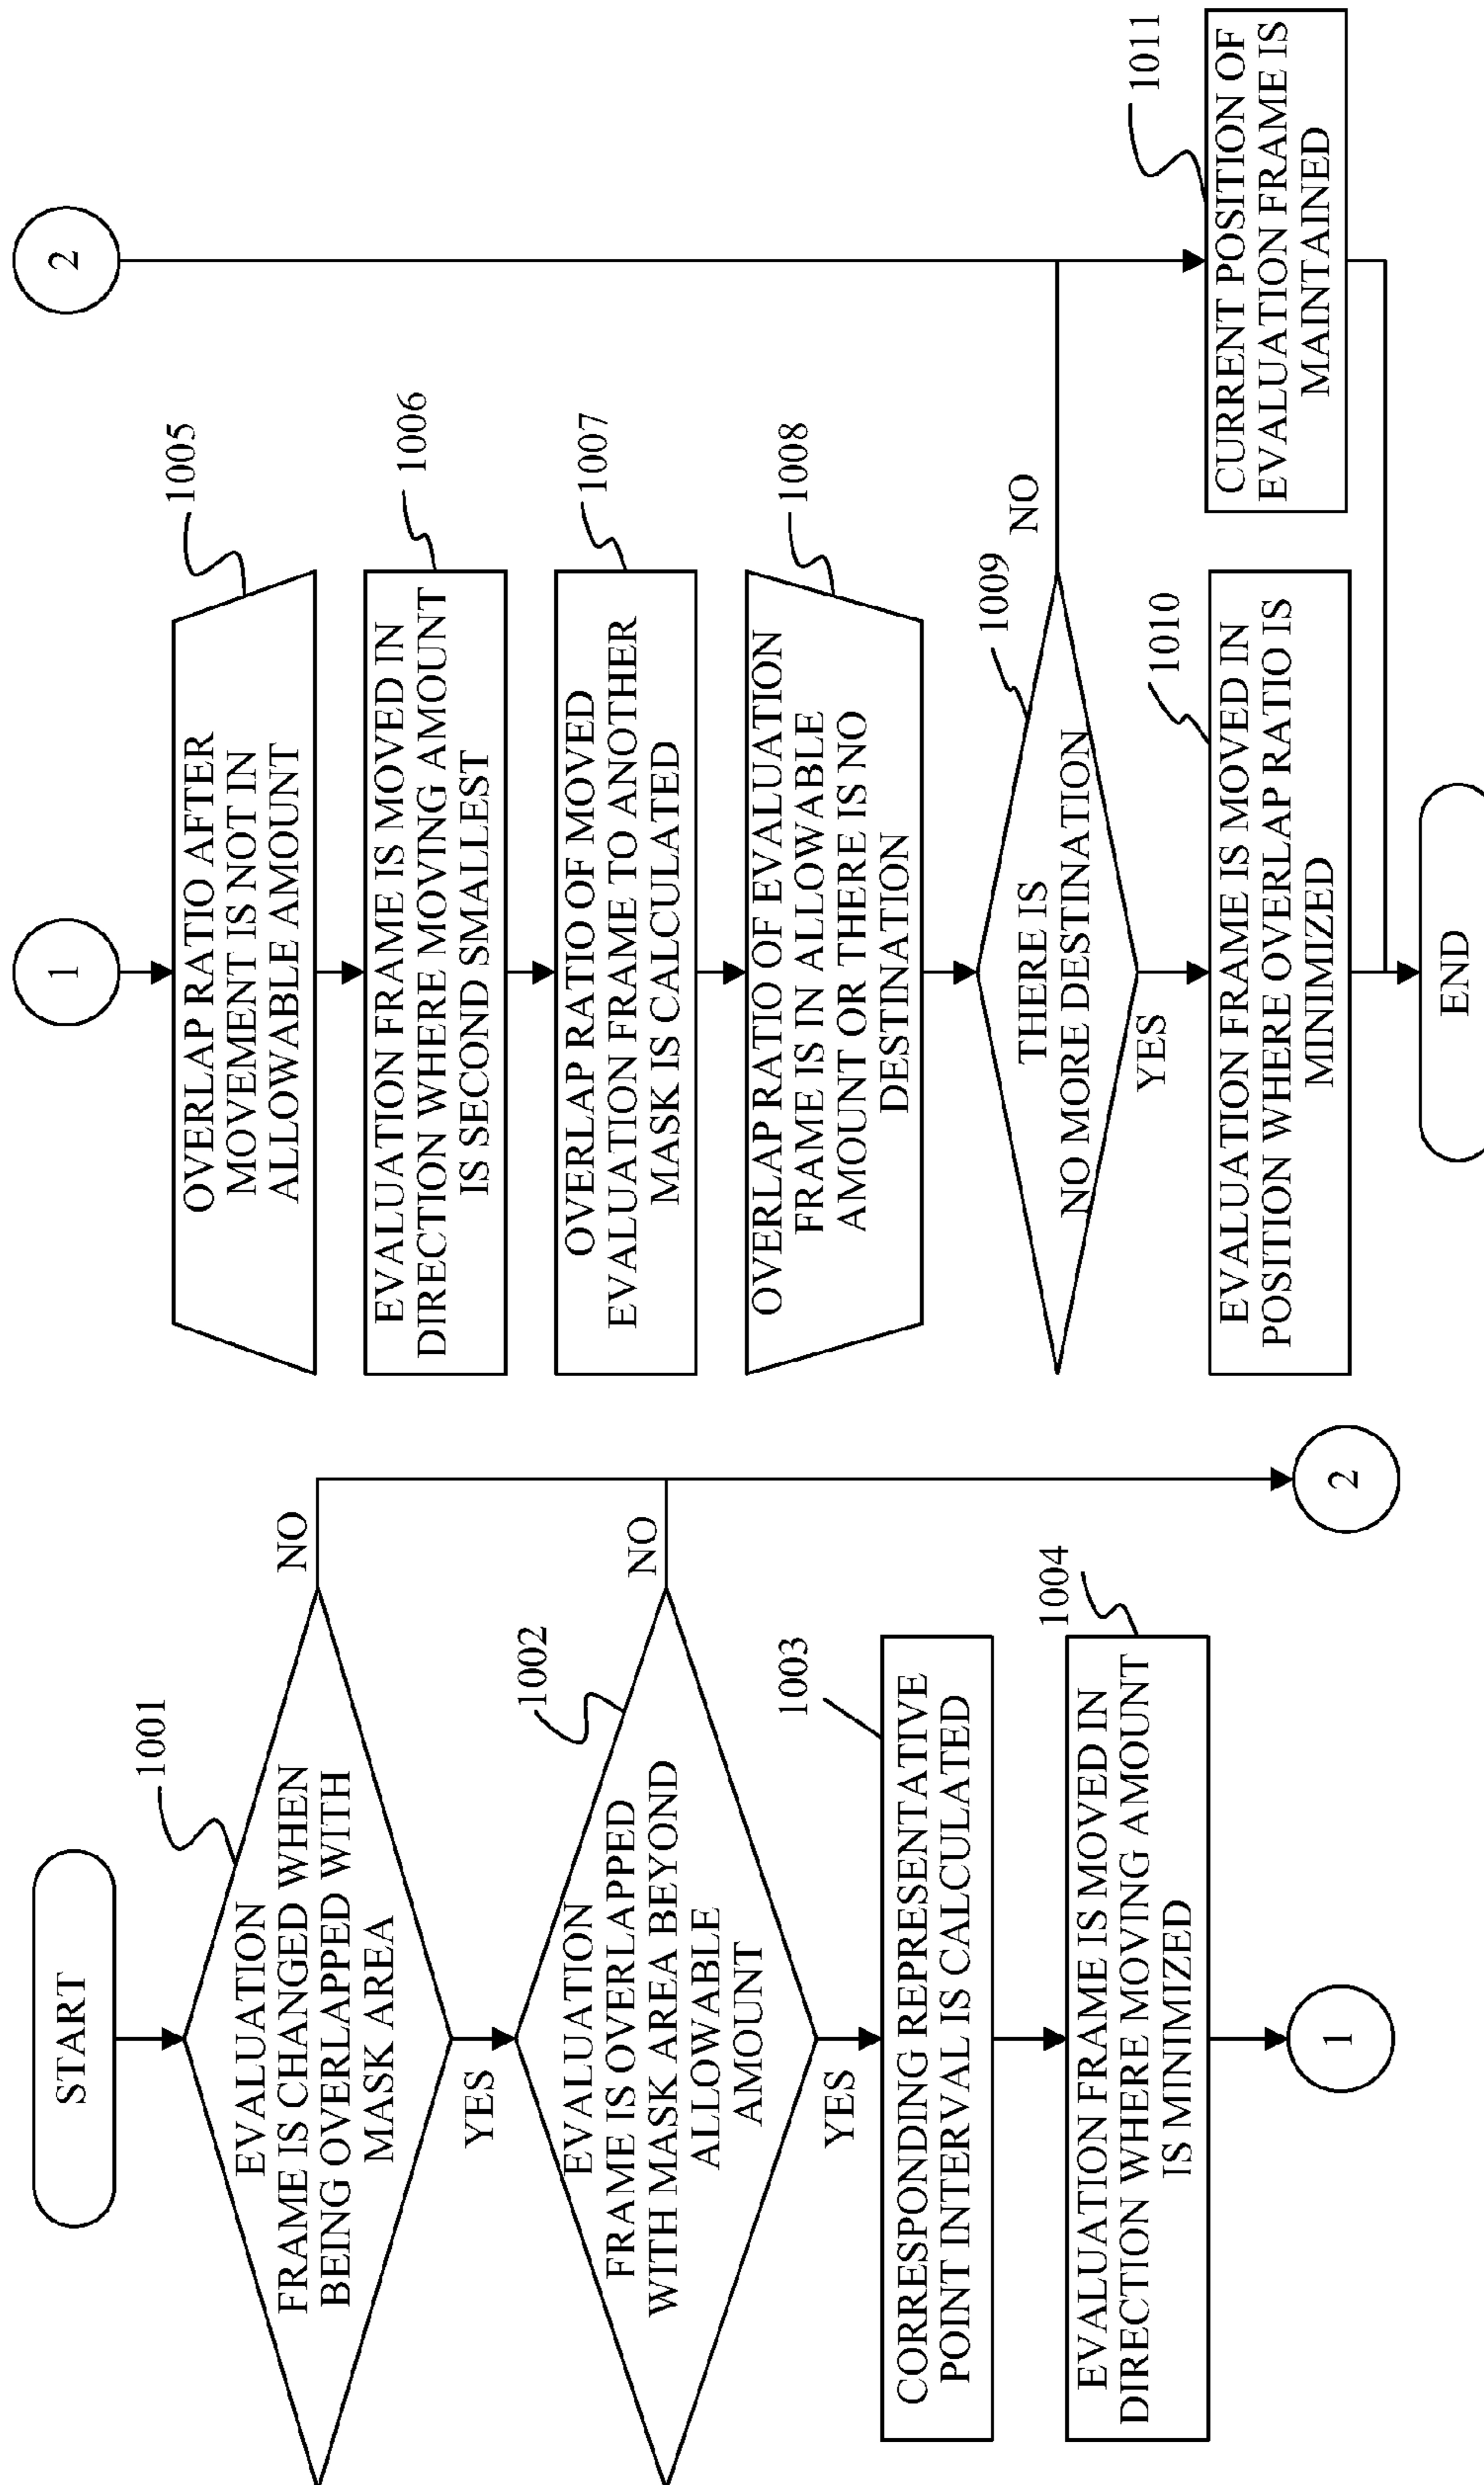 START
1001
EVALUATION
FRAME IS CHANGED WHEN
BEING OVERLAPPED WITH
MASK AREA
NO
YES
1002
EVALUATION
FRAME IS OVERLAPPED
WITH MASK AREA BEYOND
ALLOWABLE
AMOUNT
NO
YES
1003
CORRESPONDING REPRESENTATIVE
POINT INTERVAL IS CALCULATED
1004
EVALUATION FRAME IS MOVED IN
DIRECTION WHERE MOVING AMOUNT
IS MINIMIZED
1
2
1
2
1005
OVERLAP RATIO AFTER
MOVEMENT IS NOT IN
ALLOWABLE AMOUNT
1006
EVALUATION FRAME IS MOVED IN
DIRECTION WHERE MOVING AMOUNT
IS SECOND SMALLEST
1007
OVERLAP RATIO OF MOVED
EVALUATION FRAME TO ANOTHER
MASK IS CALCULATED
1008
OVERLAP RATIO OF EVALUATION
FRAME IS IN ALLOWABLE
AMOUNT OR THERE IS NO
DESTINATION
1009
THERE IS
NO MORE DESTINATION
NO
YES
1010
EVALUATION FRAME IS MOVED IN
POSITION WHERE OVERLAP RATIO IS
MINIMIZED
1011
CURRENT POSITION OF
EVALUATION FRAME IS
MAINTAINED
END